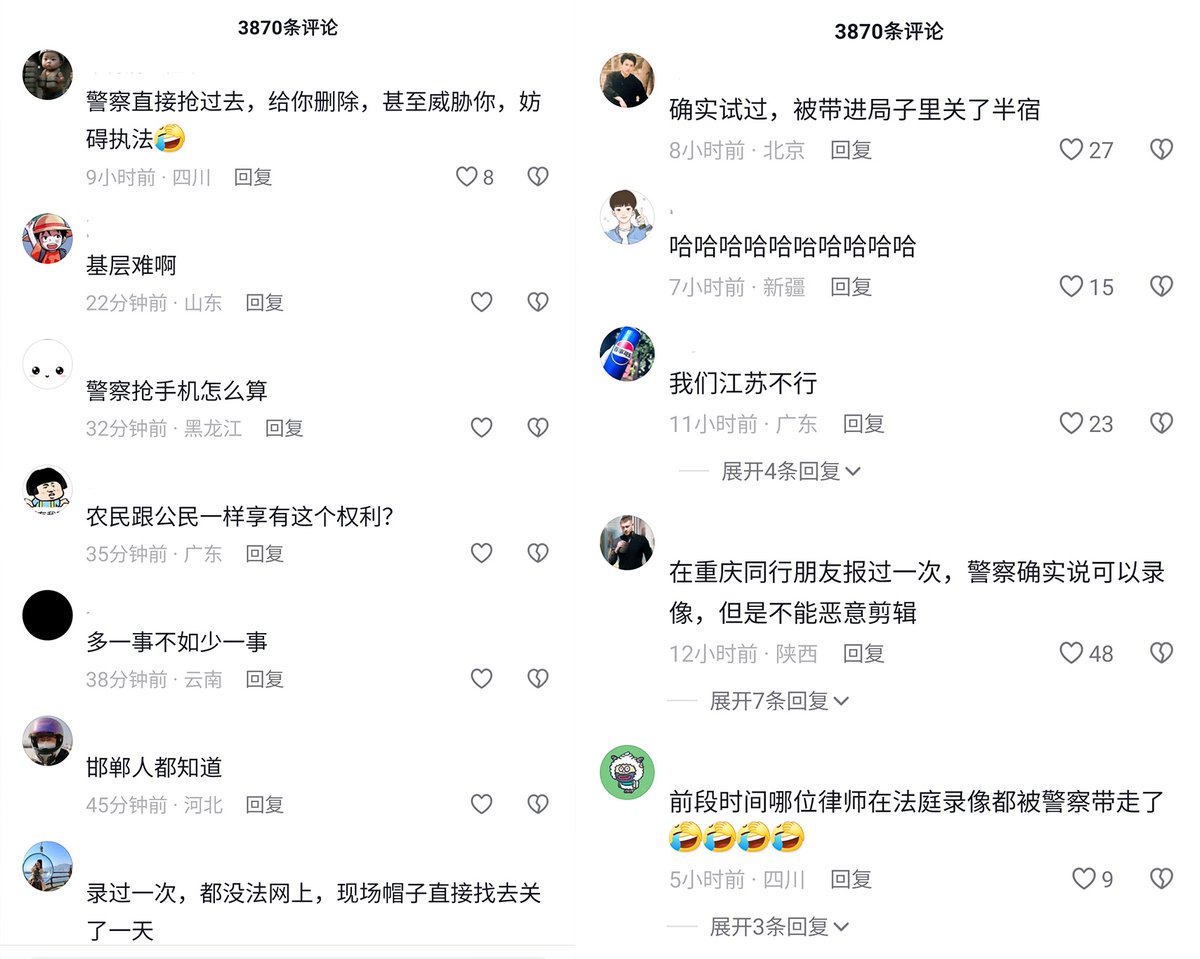 3870条评论
警察直接抢过去，给你删除，甚至威胁你，妨
碍执法🤣
9小时前 · 四川 回复 8
基层难啊
22分钟前 · 山东 回复
警察抢手机怎么算
32分钟前 · 黑龙江 回复
农民跟公民一样享有这个权利？
35分钟前 · 广东 回复
多一事不如少一事
38分钟前 · 云南 回复
邯郸人都知道
45分钟前 · 河北 回复
录过一次，都没法网上，现场帽子直接找去关
了一天
3870条评论
确实试过，被带进局子里关了半宿
8小时前 · 北京 回复 27
哈哈哈哈哈哈哈哈哈哈
7小时前 · 新疆 回复 15
我们江苏不行
11小时前 · 广东 回复 23
展开4条回复
在重庆同行朋友报过一次，警察确实说可以录
像，但是不能恶意剪辑
12小时前 · 陕西 回复 48
展开7条回复
前段时间哪位律师在法庭录像都被警察带走了
🤣🤣🤣🤣
5小时前 · 四川 回复 9
展开3条回复